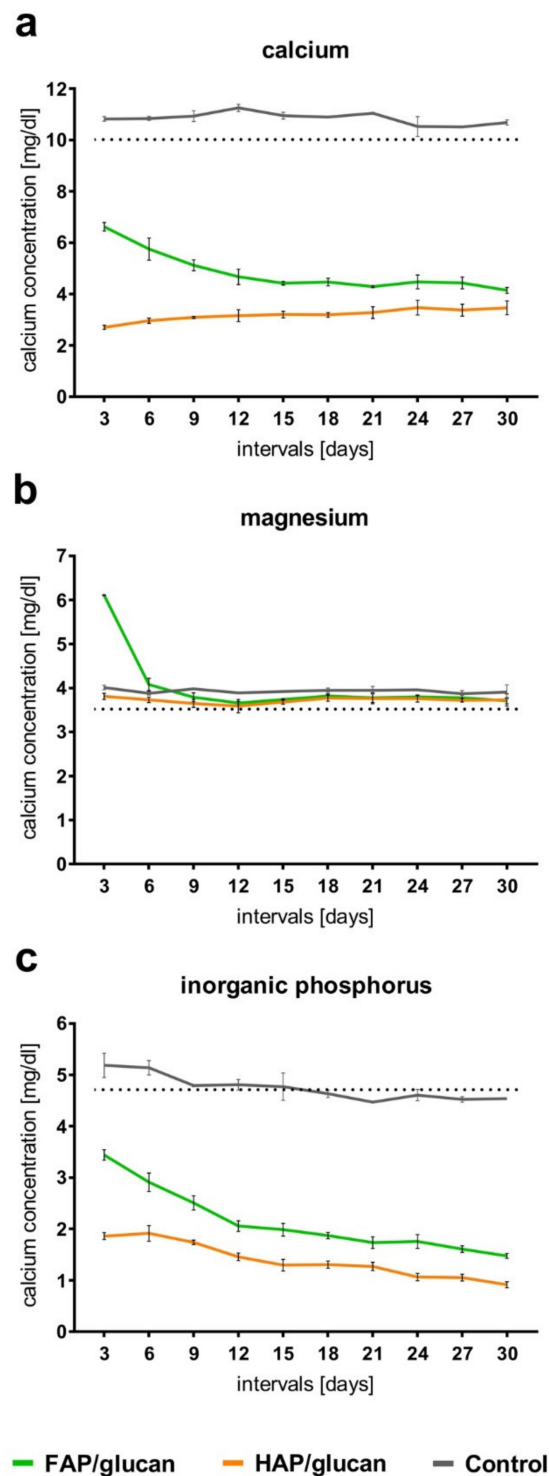 a
calcium
calcium concentration [mg/dl]
12
10
8
6
4
2
0
3 6 9 12 15 18 21 24 27 30
intervals [days]
b
magnesium
calcium concentration [mg/dl]
7
6
5
4
3
2
1
0
3 6 9 12 15 18 21 24 27 30
intervals [days]
c
inorganic phosphorus
calcium concentration [mg/dl]
6
5
4
3
2
1
0
3 6 9 12 15 18 21 24 27 30
intervals [days]
FAP/glucan HAP/glucan Control